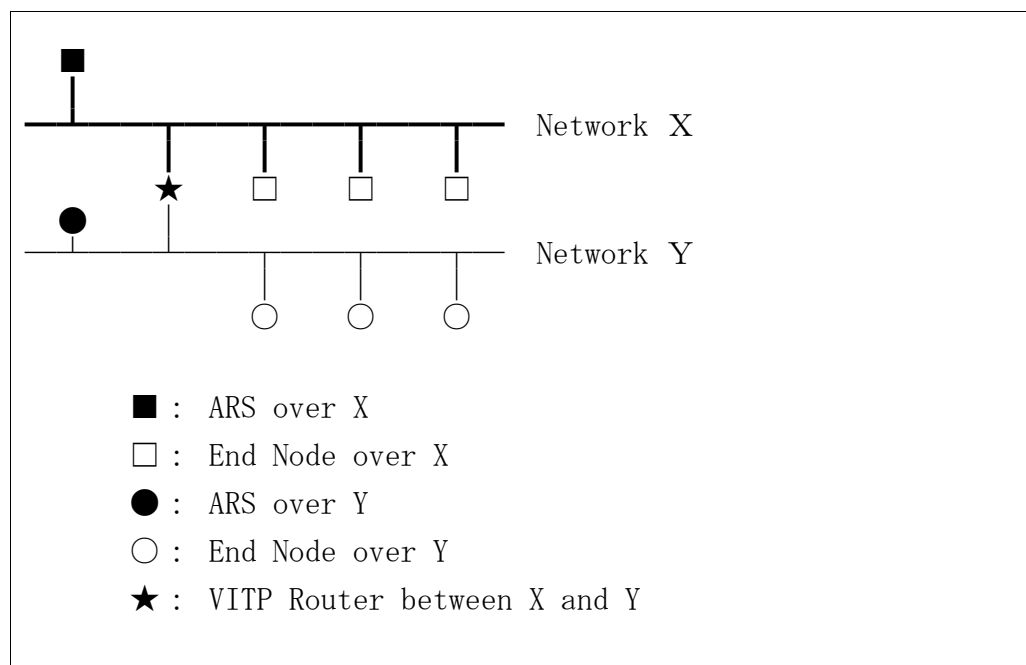 Network X
Network Y
■: ARS over X
□: End Node over X
●: ARS over Y
○: End Node over Y
★: VITP Router between X and Y